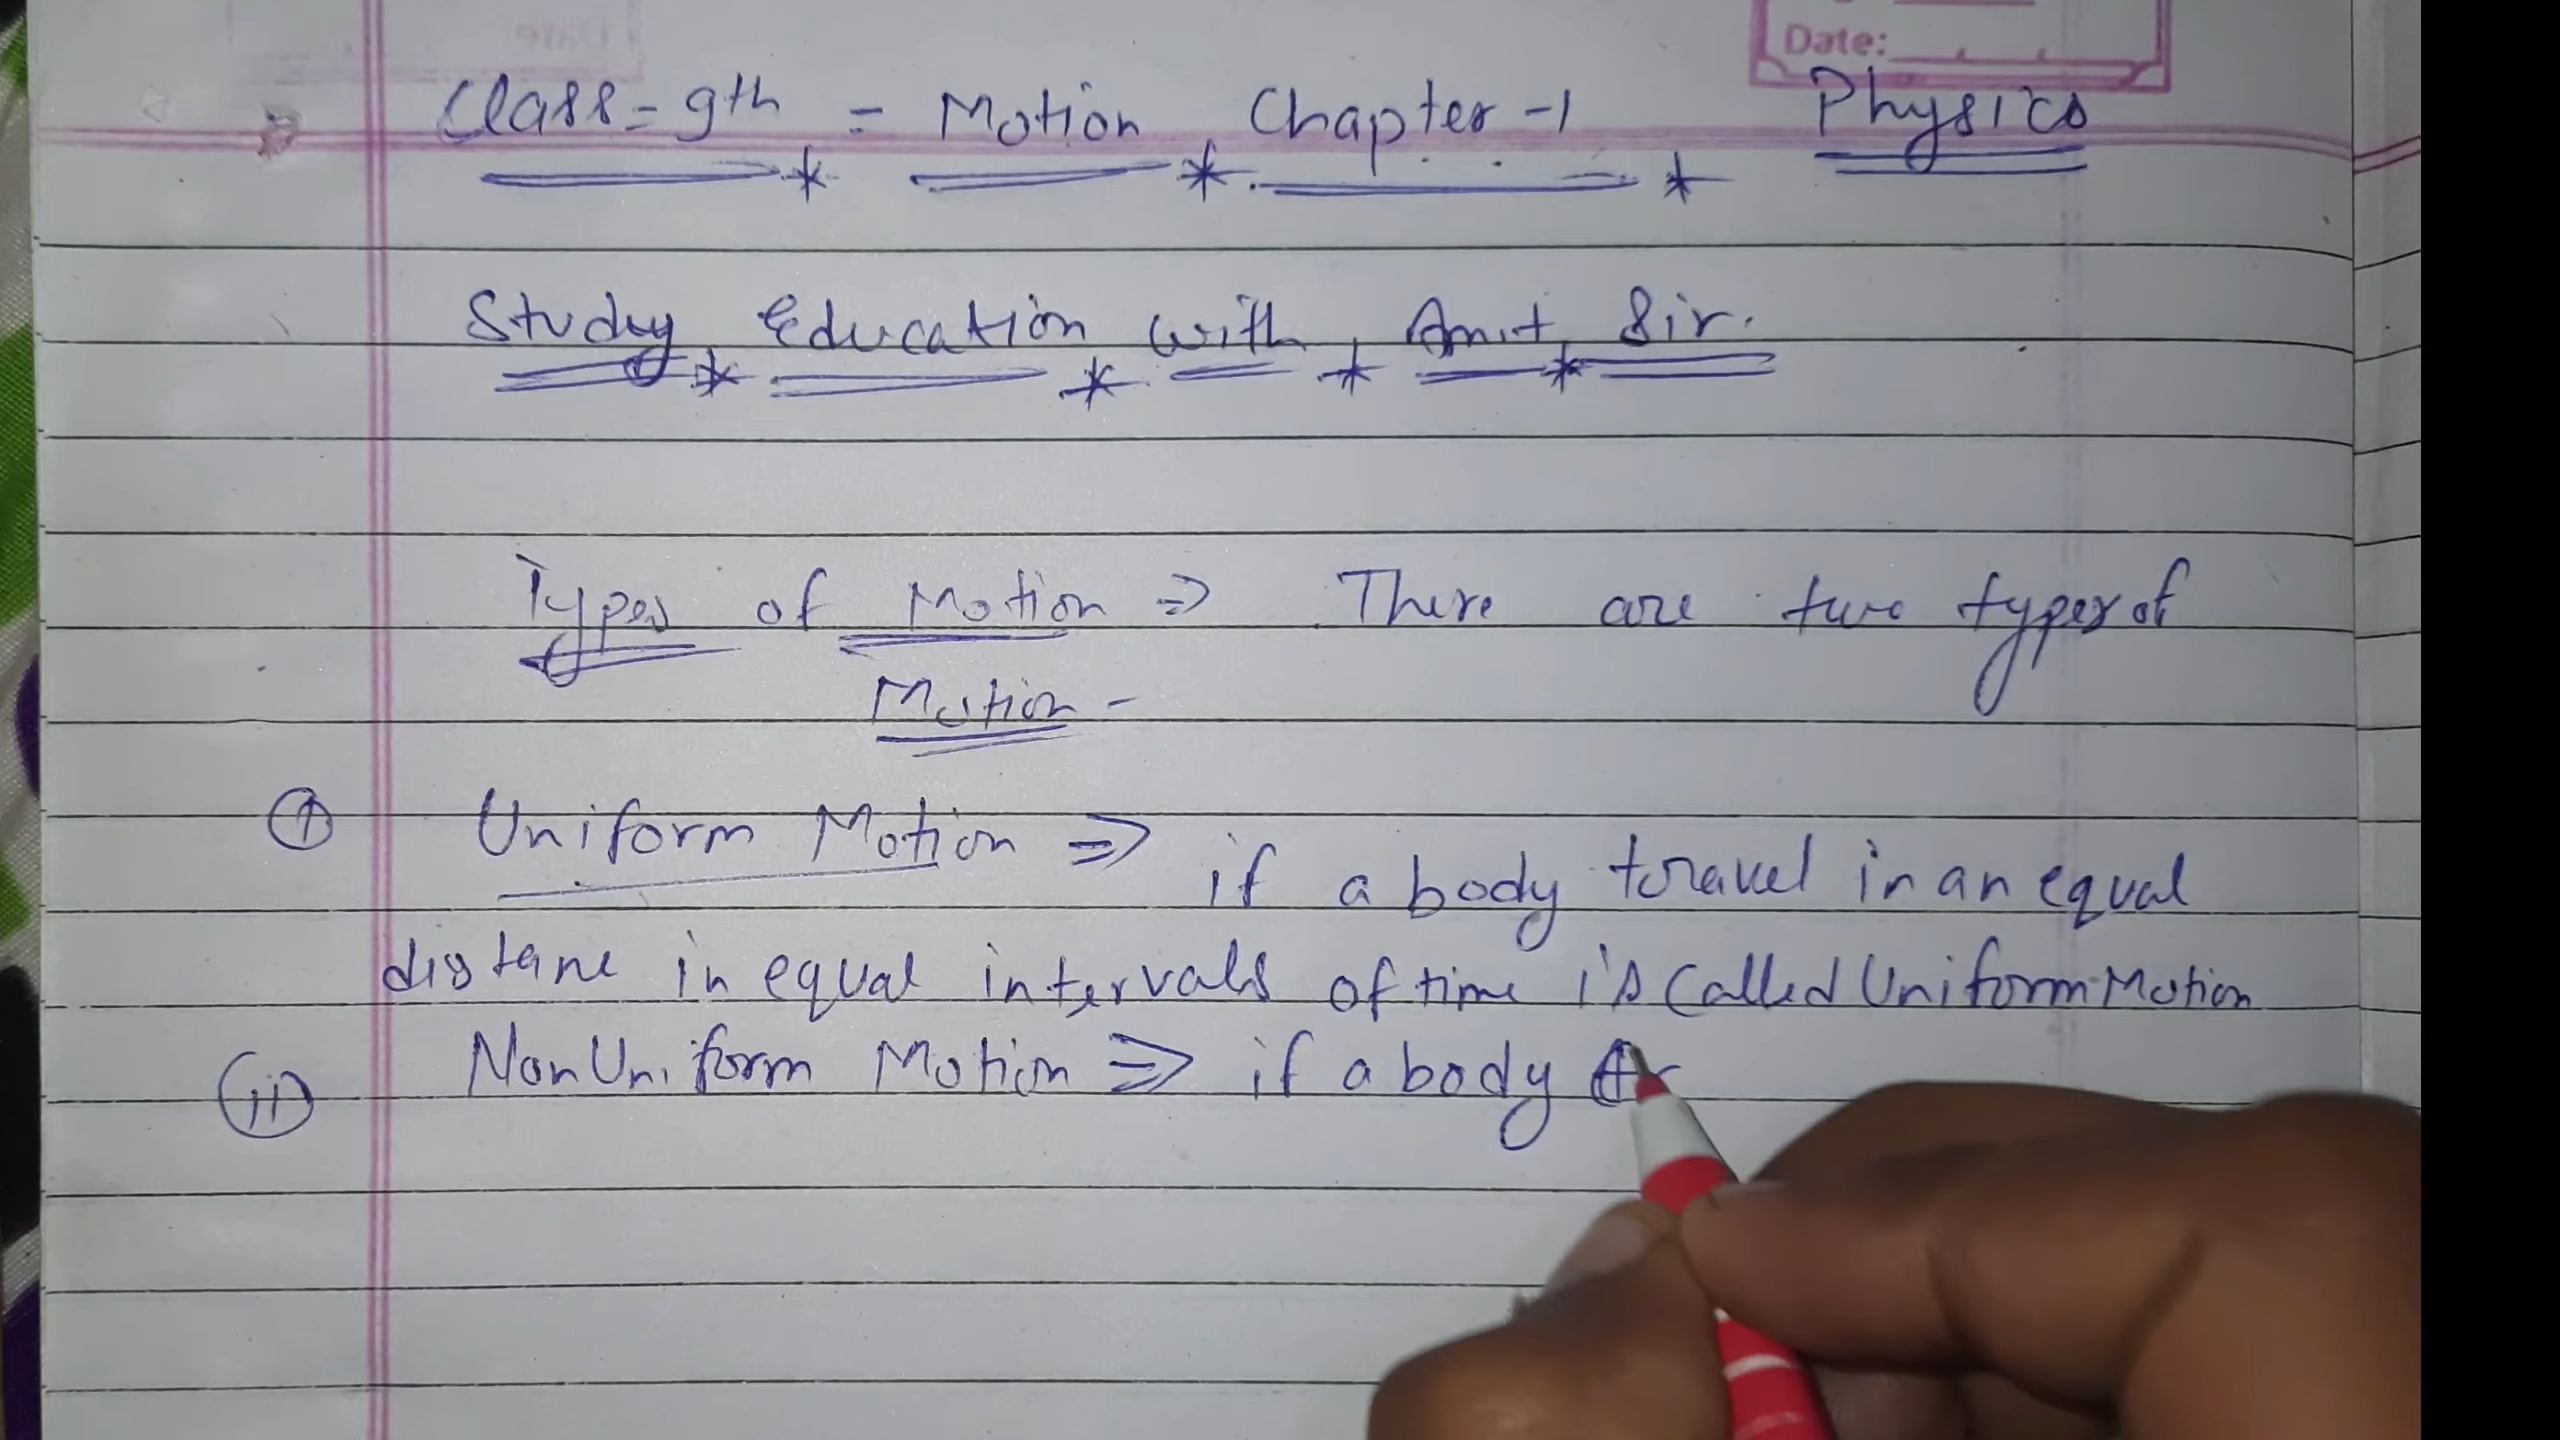 Date:
Class = 9th = Motion Chapter -1 Physics
Study Education with Amit Sir.
Types of Motion ⇒ There are two types of
Motion -
(i) Uniform Motion ⇒ if a body travel in an equal
distane in equal intervals of time is Called Uniform Motion
(ii) Non Uniform Motion ⇒ if a body tr